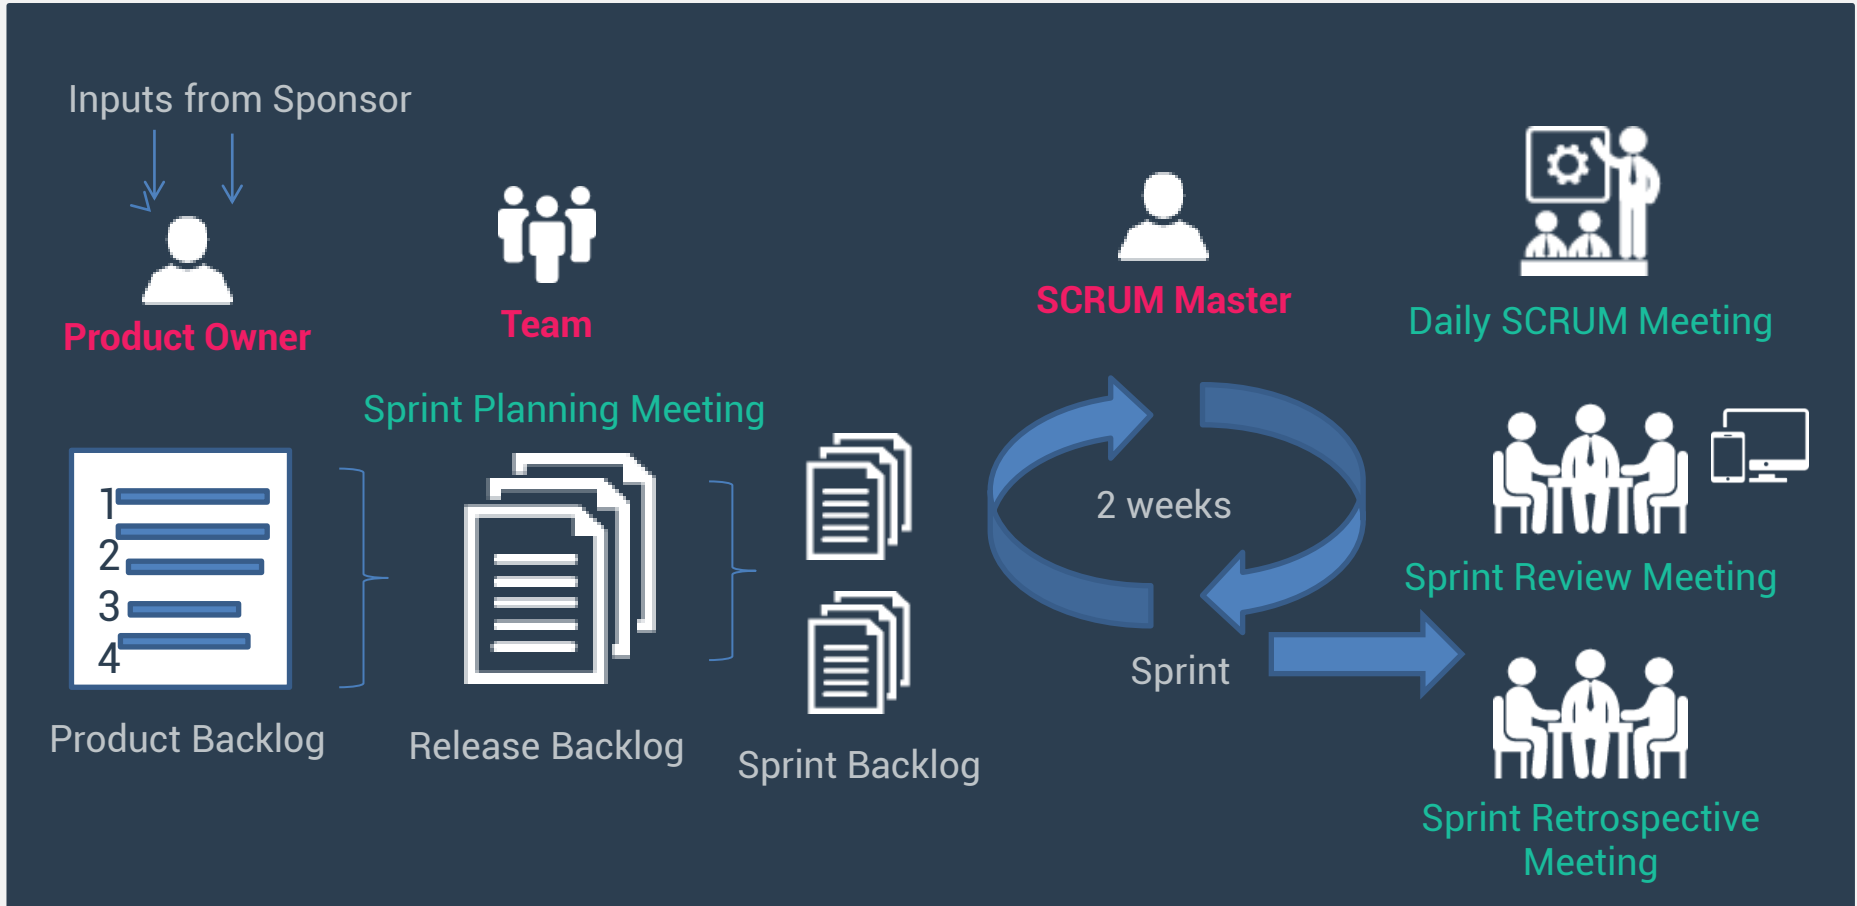 Inputs from Sponsor
Product Owner
Team
SCRUM Master
Daily SCRUM Meeting
Sprint Planning Meeting
1
2
3
4
2 weeks
Sprint Review Meeting
Sprint
Product Backlog
Release Backlog
Sprint Backlog
Sprint Retrospective
Meeting